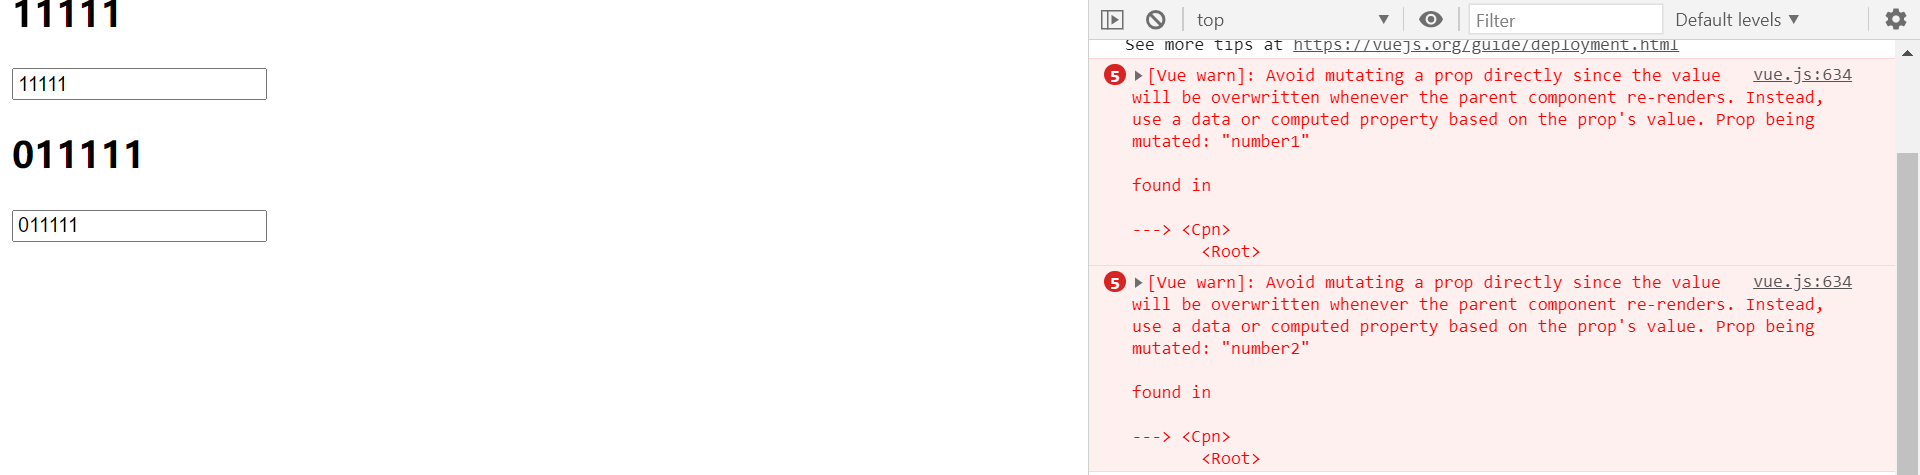 11111
11111
011111
011111
top
Filter
Default levels
See more tips at https://vuejs.org/guide/deployment.html
5 [Vue warn]: Avoid mutating a prop directly since the value vue.js:634
will be overwritten whenever the parent component re-renders. Instead,
use a data or computed property based on the prop's value. Prop being
mutated: "number1"
found in
---> <Cpn>
<Root>
5 [Vue warn]: Avoid mutating a prop directly since the value vue.js:634
will be overwritten whenever the parent component re-renders. Instead,
use a data or computed property based on the prop's value. Prop being
mutated: "number2"
found in
---> <Cpn>
<Root>